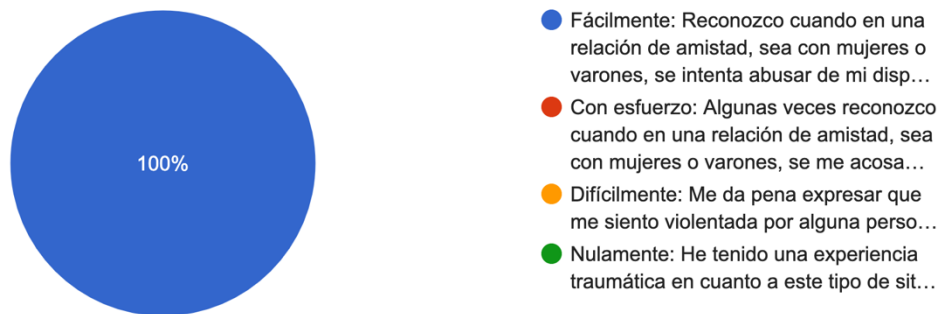 100%
Fácilmente: Reconozco cuando en una
relación de amistad, sea con mujeres o
varones, se intenta abusar de mi disp…
Con esfuerzo: Algunas veces reconozco
cuando en una relación de amistad, sea
con mujeres o varones, se me acosa…
Difícilmente: Me da pena expresar que
me siento violentada por alguna perso…
Nulamente: He tenido una experiencia
traumática en cuanto a este tipo de sit…